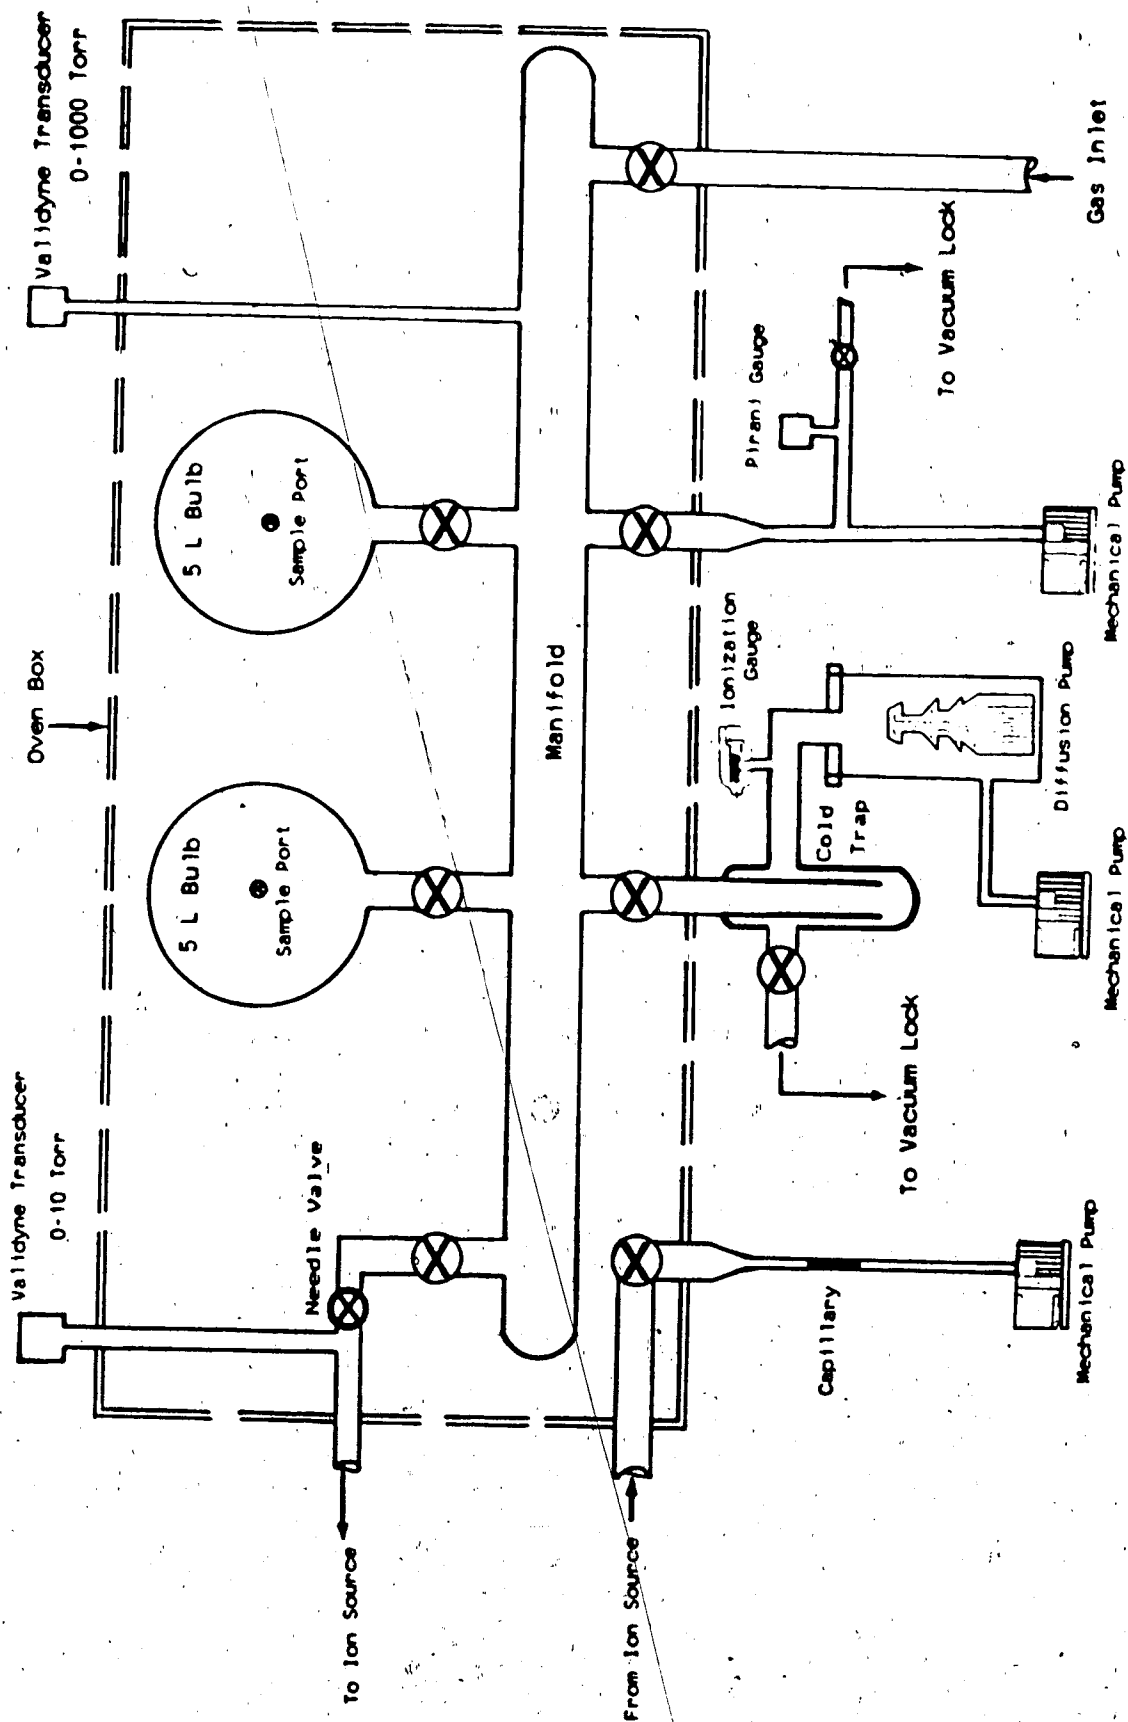 Validyne Transducer
0-10 Torr
Oven Box
Validyne Transducer
0-1000 Torr
5 L Bulb
Sample Port
5 L Bulb
Sample Port
Needle Valve
To Ion Source
Manifold
From Ion Source
Ionization
Gauge
Pirani Gauge
Cold
Trap
Capillary
To Vacuum Lock
To Vacuum Lock
Diffusion Pump
Gas Inlet
Mechanical Pump
Mechanical Pump
Mechanical Pump